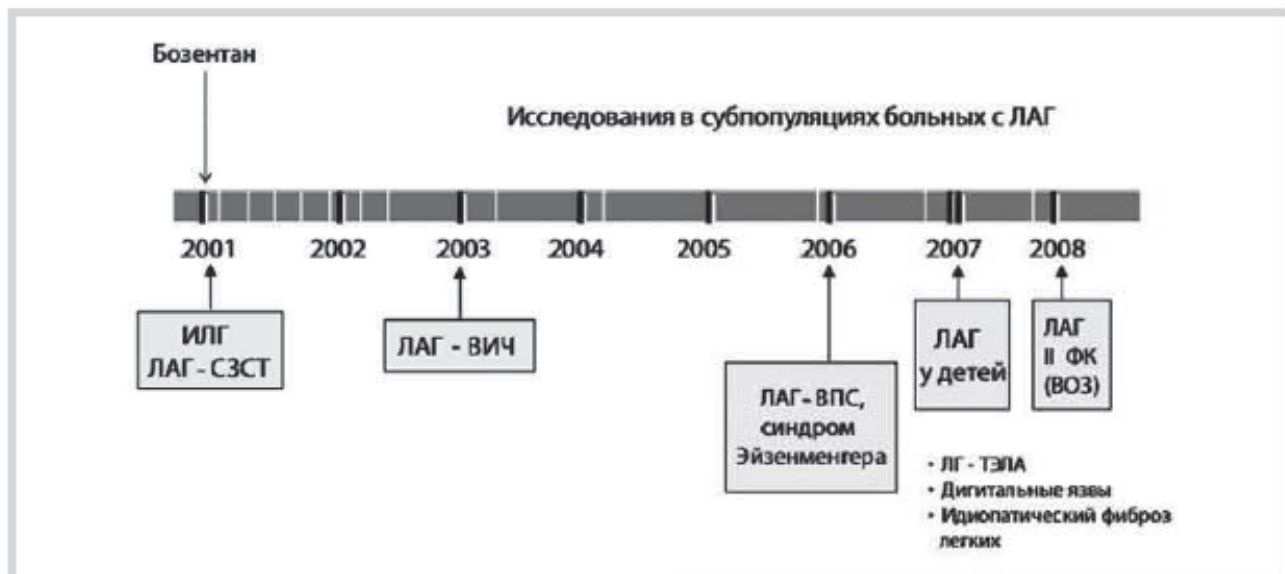 Бозентан
Исследования в субпопуляциях больных с ЛАГ
2001 2002 2003 2004 2005 2006 2007 2008
ИЛГ
ЛАГ - СЗСТ
ЛАГ - ВИЧ
ЛАГ- ВПС,
синдром
Эйзенменгера
ЛАГ
у детей
ЛАГ
II ФК
(ВОЗ)
• ЛГ - ТЭЛА
• Дигитальные язвы
• Идиопатический фиброз
легких